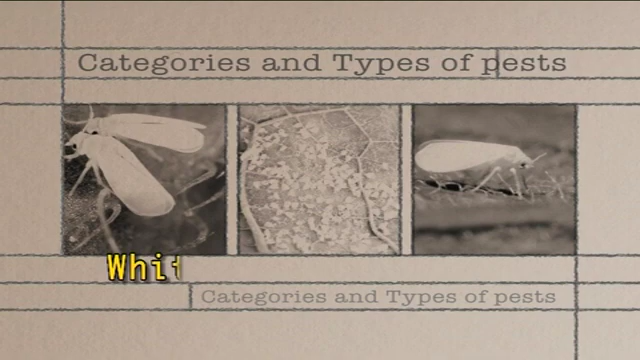 Categories and Types of pests
Whit
Categories and Types of pests